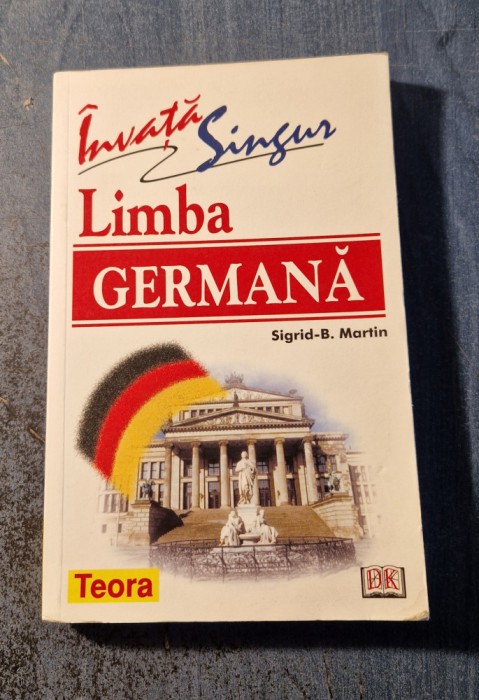 Învață
Singur
Limba
GERMANĂ
Sigrid-B. Martin
Teora
DK